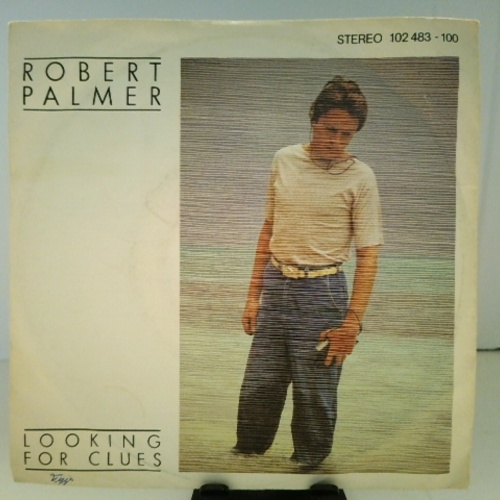 STEREO 102 483 - 100
ROBERT
PALMER
LOOKING
FOR CLUES